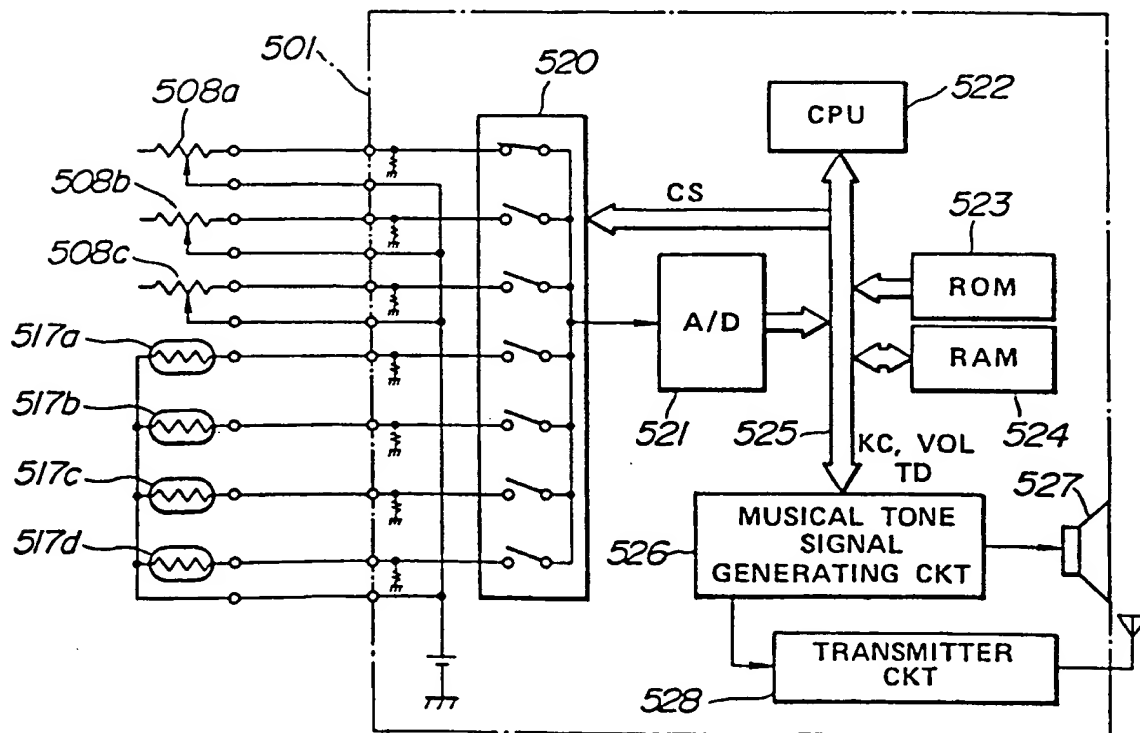 501
520
508a
CPU
522
508b
CS
523
508c
ROM
A/D
517a
RAM
517b
521
525
524
KC, VOL
TD
517c
527
MUSICAL TONE
SIGNAL
GENERATING CKT
526
517d
TRANSMITTER
CKT
528